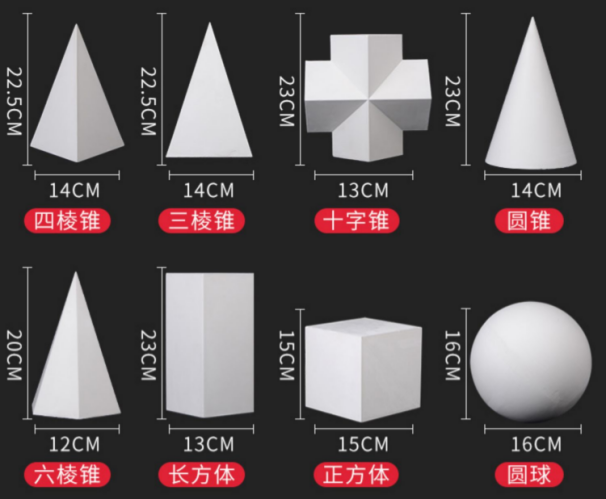 22.5CM
14CM
四棱锥
22.5CM
14CM
三棱锥
23CM
13CM
十字锥
23CM
14CM
圆锥
20CM
12CM
六棱锥
23CM
13CM
长方体
15CM
15CM
正方体
16CM
16CM
圆球